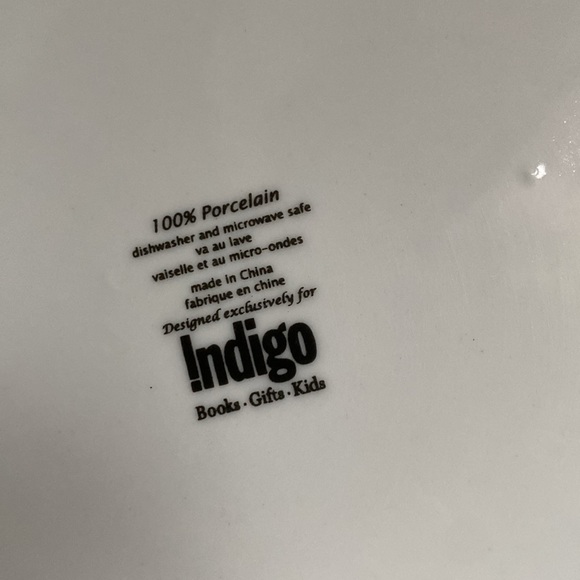 100% Porcelain
dishwasher and microwave safe
va au lave
vaiselle et au micro-ondes
made in China
fabrique en chine
Designed exclusively for
!ndigo
Books · Gifts · Kids